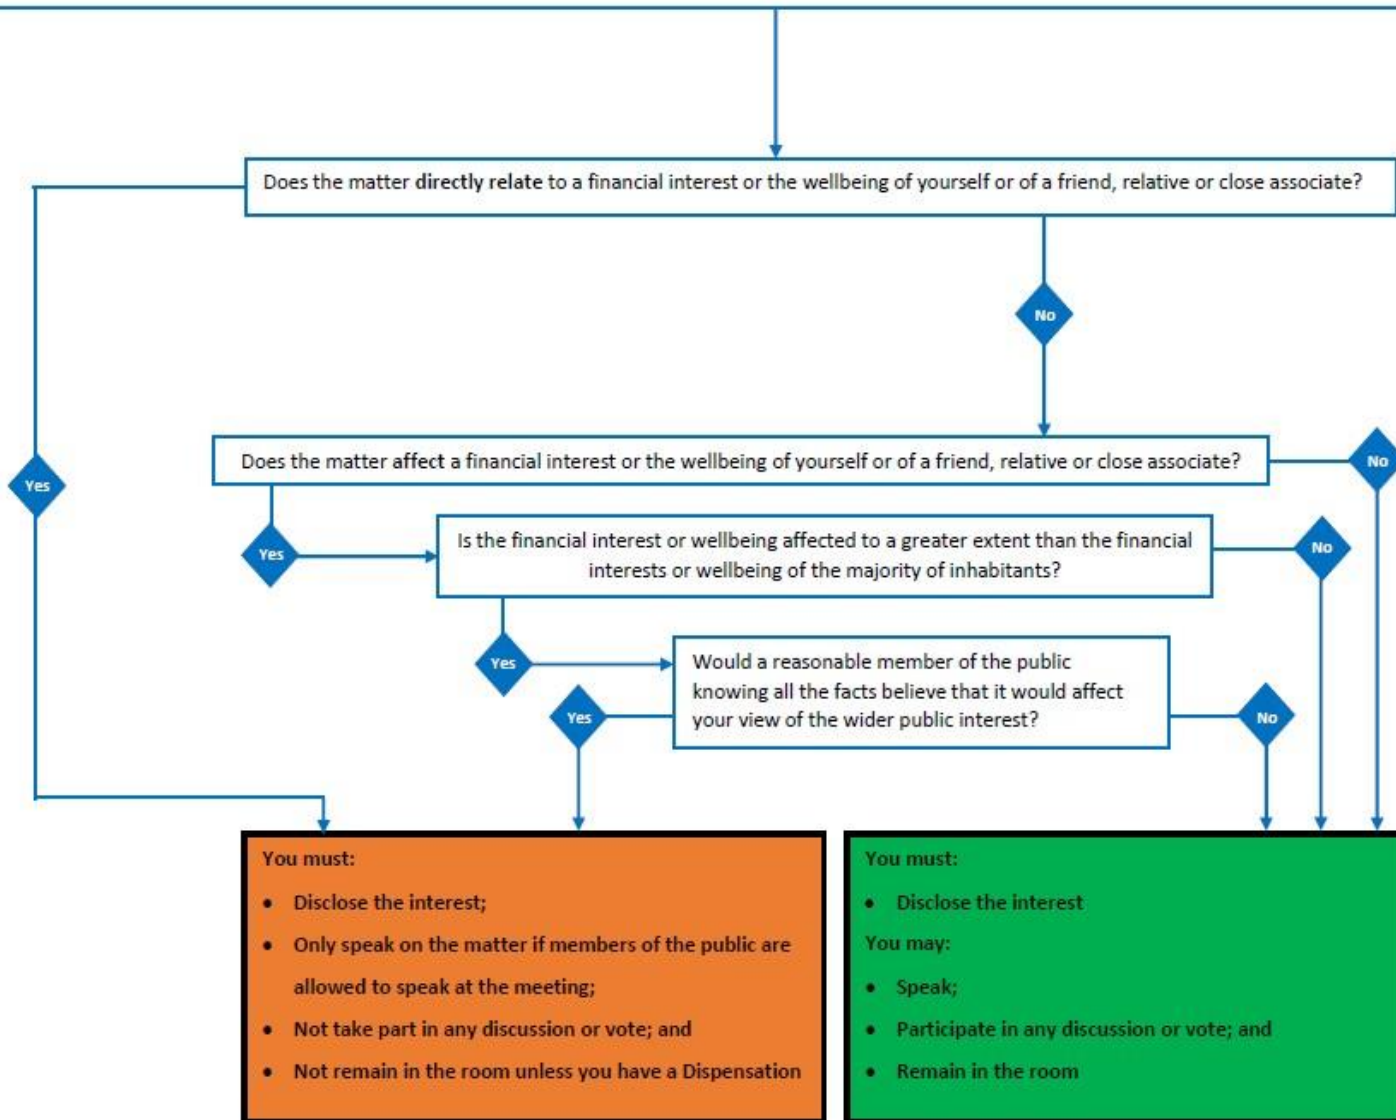 Does the matter directly relate to a financial interest or the wellbeing of yourself or of a friend, relative or close associate?
No
Does the matter affect a financial interest or the wellbeing of yourself or of a friend, relative or close associate?
No
Yes
Is the financial interest or wellbeing affected to a greater extent than the financial
interests or wellbeing of the majority of inhabitants?
No
Yes
Yes
Would a reasonable member of the public
knowing all the facts believe that it would affect
your view of the wider public interest?
Yes
No
You must:
• Disclose the interest;
• Only speak on the matter if members of the public are
allowed to speak at the meeting;
• Not take part in any discussion or vote; and
• Not remain in the room unless you have a Dispensation
You must:
• Disclose the interest
You may:
• Speak;
• Participate in any discussion or vote; and
• Remain in the room